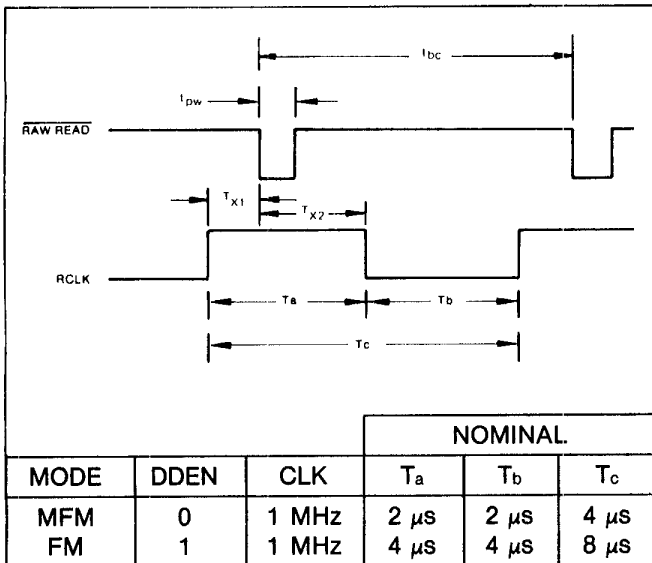 tbc
tpw
RAW READ
TX1
TX2
RCLK
Ta
Tb
Tc
NOMINAL.
MODE DDEN CLK Ta Tb Tc
MFM 0 1 MHz 2 µs 2 µs 4 µs
FM 1 1 MHz 4 µs 4 µs 8 µs